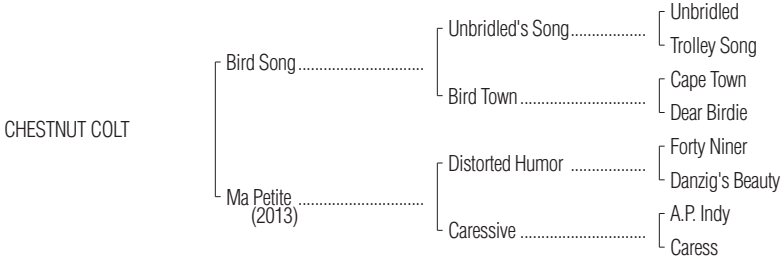 Unbridled
Unbridled's Song
Trolley Song
Bird Song
Cape Town
Bird Town
Dear Birdie
CHESTNUT COLT
Forty Niner
Distorted Humor
Danzig's Beauty
Ma Petite
(2013)
A.P. Indy
Caressive
Caress